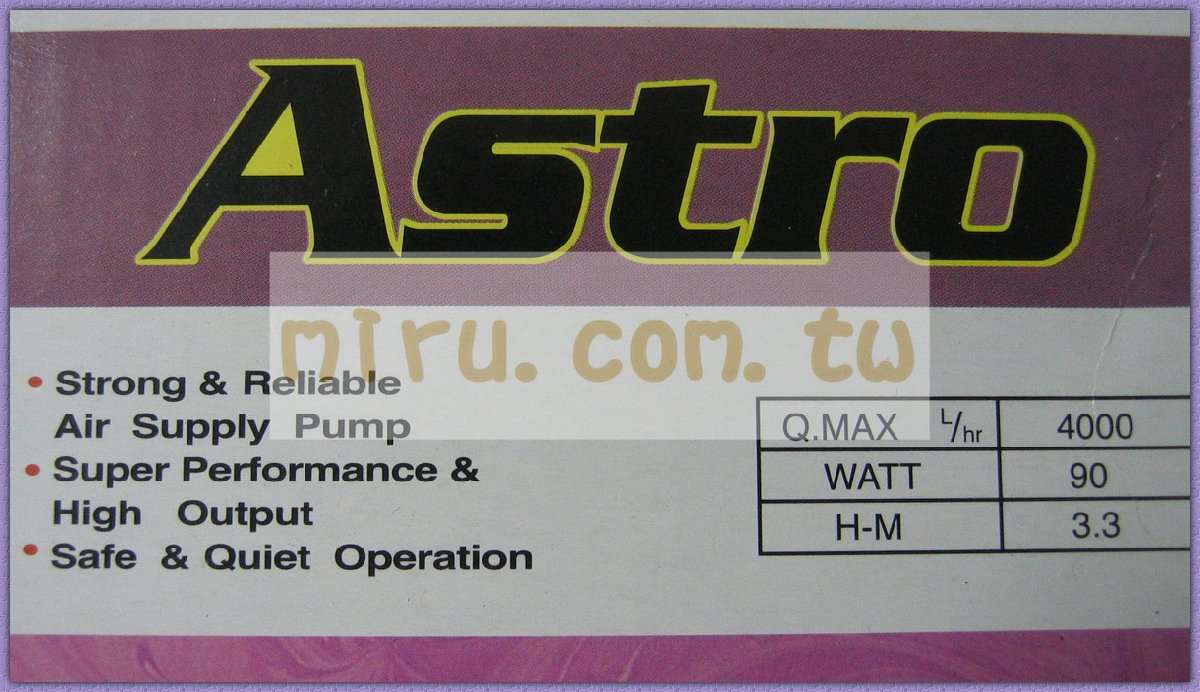 Astro
miru.com.tw
• Strong & Reliable
Air Supply Pump
• Super Performance &
High Output
• Safe & Quiet Operation
Q.MAX L/hr 4000
WATT 90
H-M 3.3